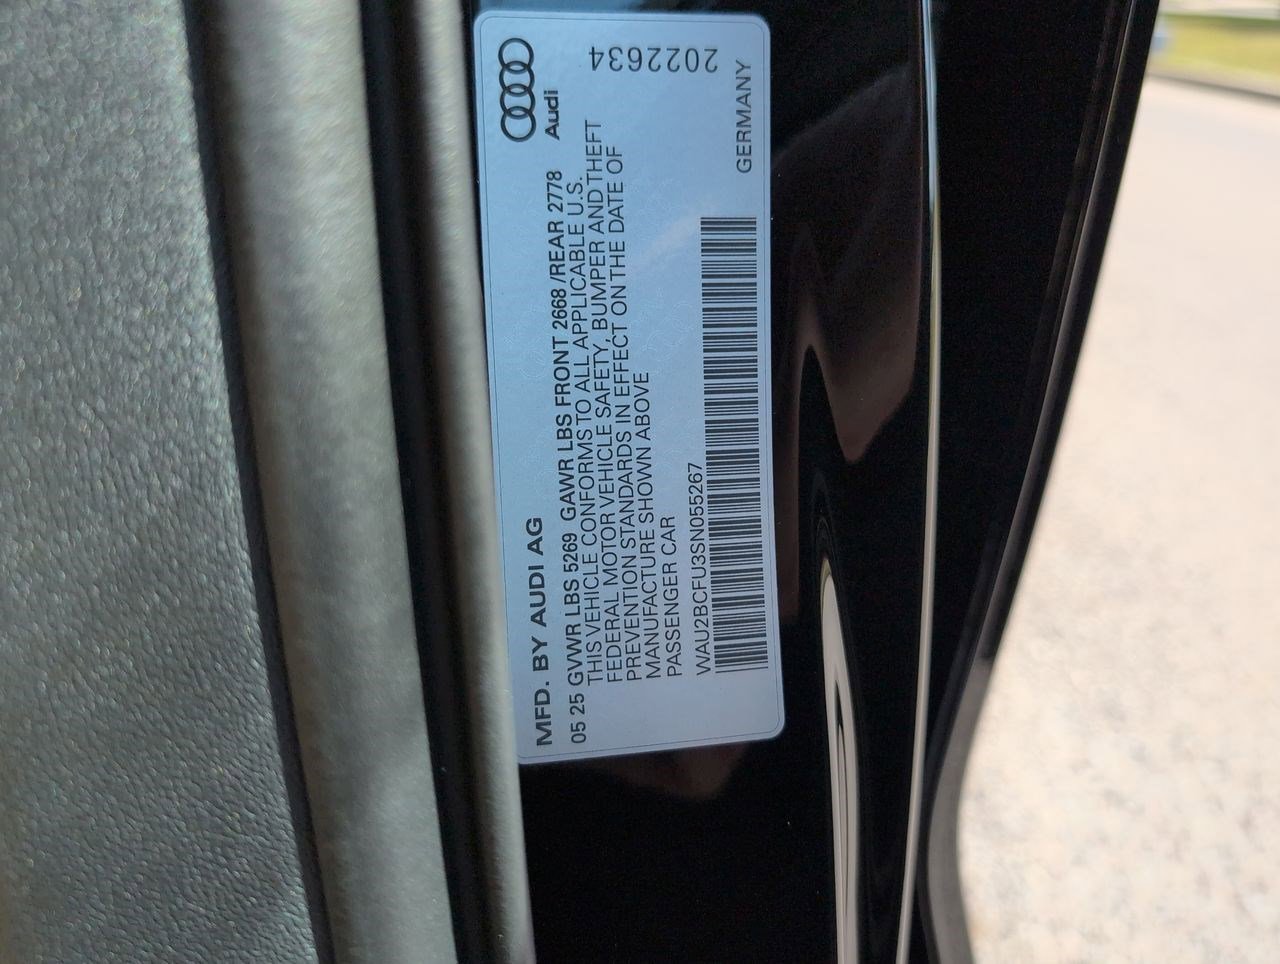 Audi
MFD. BY AUDI AG
05 25 GVWR LBS 5269 GAWR LBS FRONT 2668 /REAR 2778
THIS VEHICLE CONFORMS TO ALL APPLICABLE U.S.
FEDERAL MOTOR VEHICLE SAFETY, BUMPER AND THEFT
PREVENTION STANDARDS IN EFFECT ON THE DATE OF
MANUFACTURE SHOWN ABOVE
PASSENGER CAR
WAU2BCFU3SN055267
GERMANY
2022634